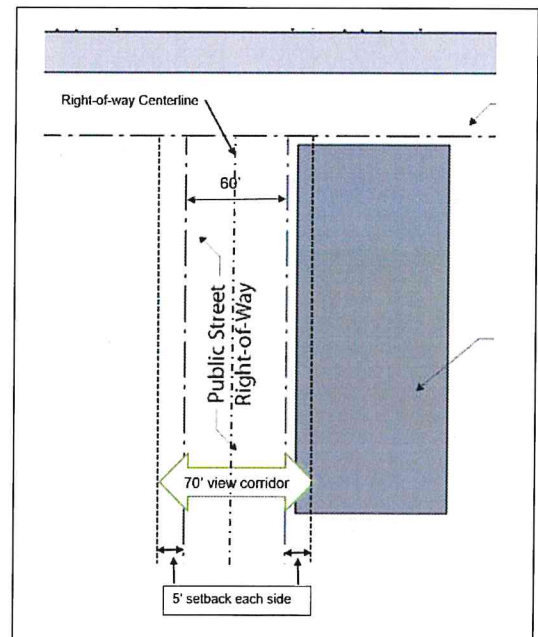 Right-of-way Centerline
60'
Public Street
Right-of-Way
70' view corridor
5' setback each side